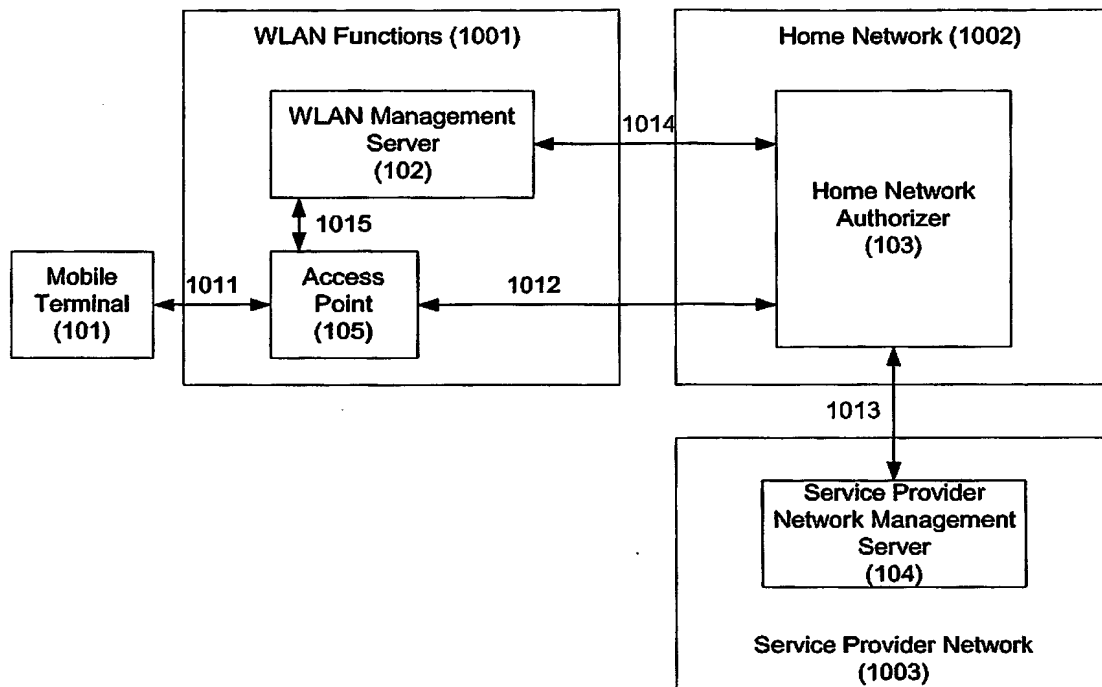 WLAN Functions (1001)
Home Network (1002)
WLAN Management
Server
(102)
1014
Home Network
Authorizer
(103)
1015
Mobile
Terminal
(101)
1011
Access
Point
(105)
1012
1013
Service Provider
Network Management
Server
(104)
Service Provider Network
(1003)